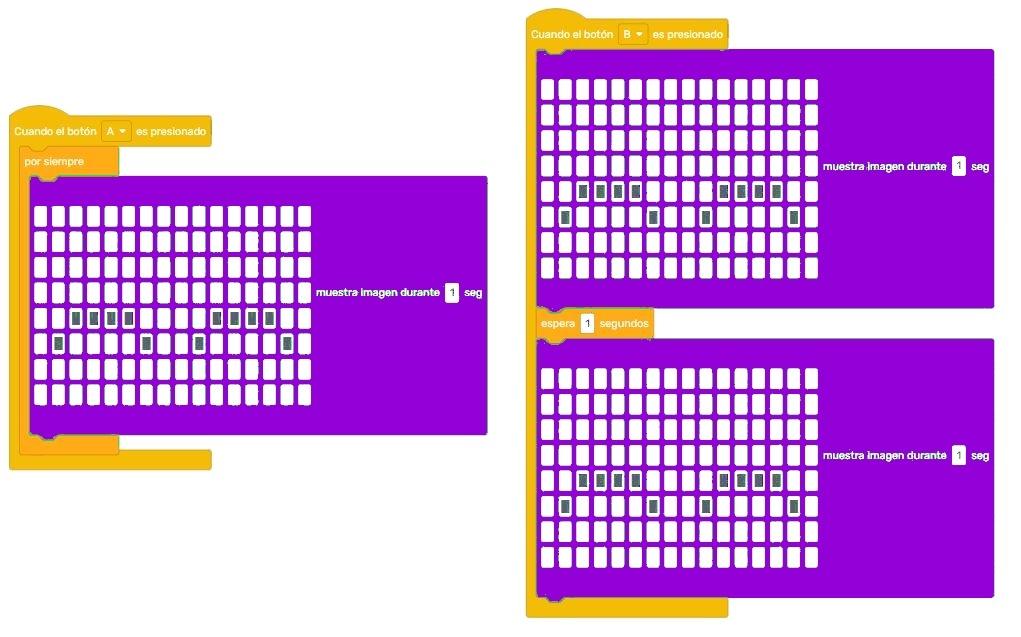 Cuando el botón A es presionado
por siempre
muestra imagen durante 1 seg
Cuando el botón B es presionado
muestra imagen durante 1 seg
espera 1 segundos
muestra imagen durante 1 seg